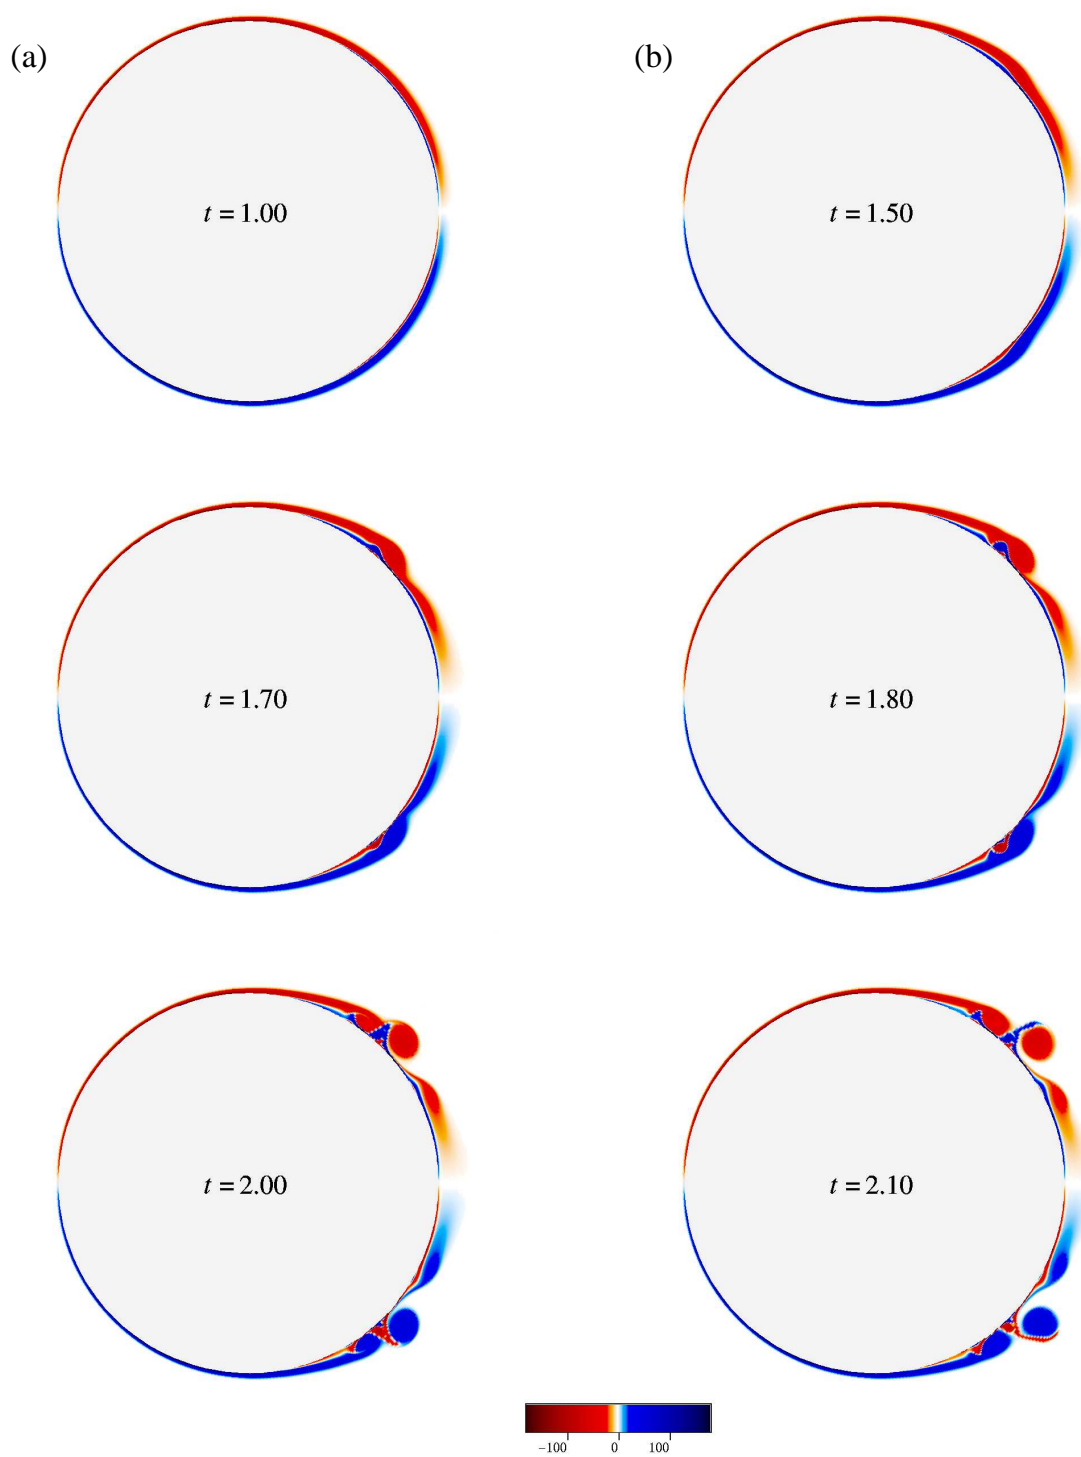 (a) (b)
t = 1.00 t = 1.50
t = 1.70 t = 1.80
t = 2.00 t = 2.10
−100 0 100